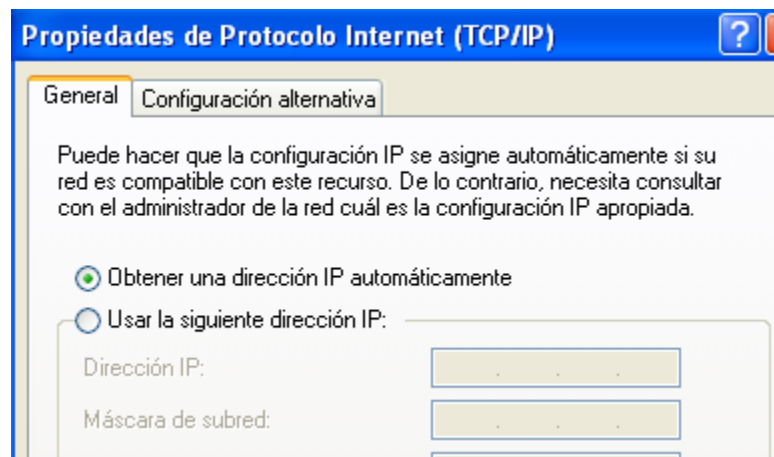 Propiedades de Protocolo Internet (TCP/IP)
?
General
Configuración alternativa
Puede hacer que la configuración IP se asigne automáticamente si su
red es compatible con este recurso. De lo contrario, necesita consultar
con el administrador de la red cuál es la configuración IP apropiada.
Obtener una dirección IP automáticamente
Usar la siguiente dirección IP:
Dirección IP:
Máscara de subred: